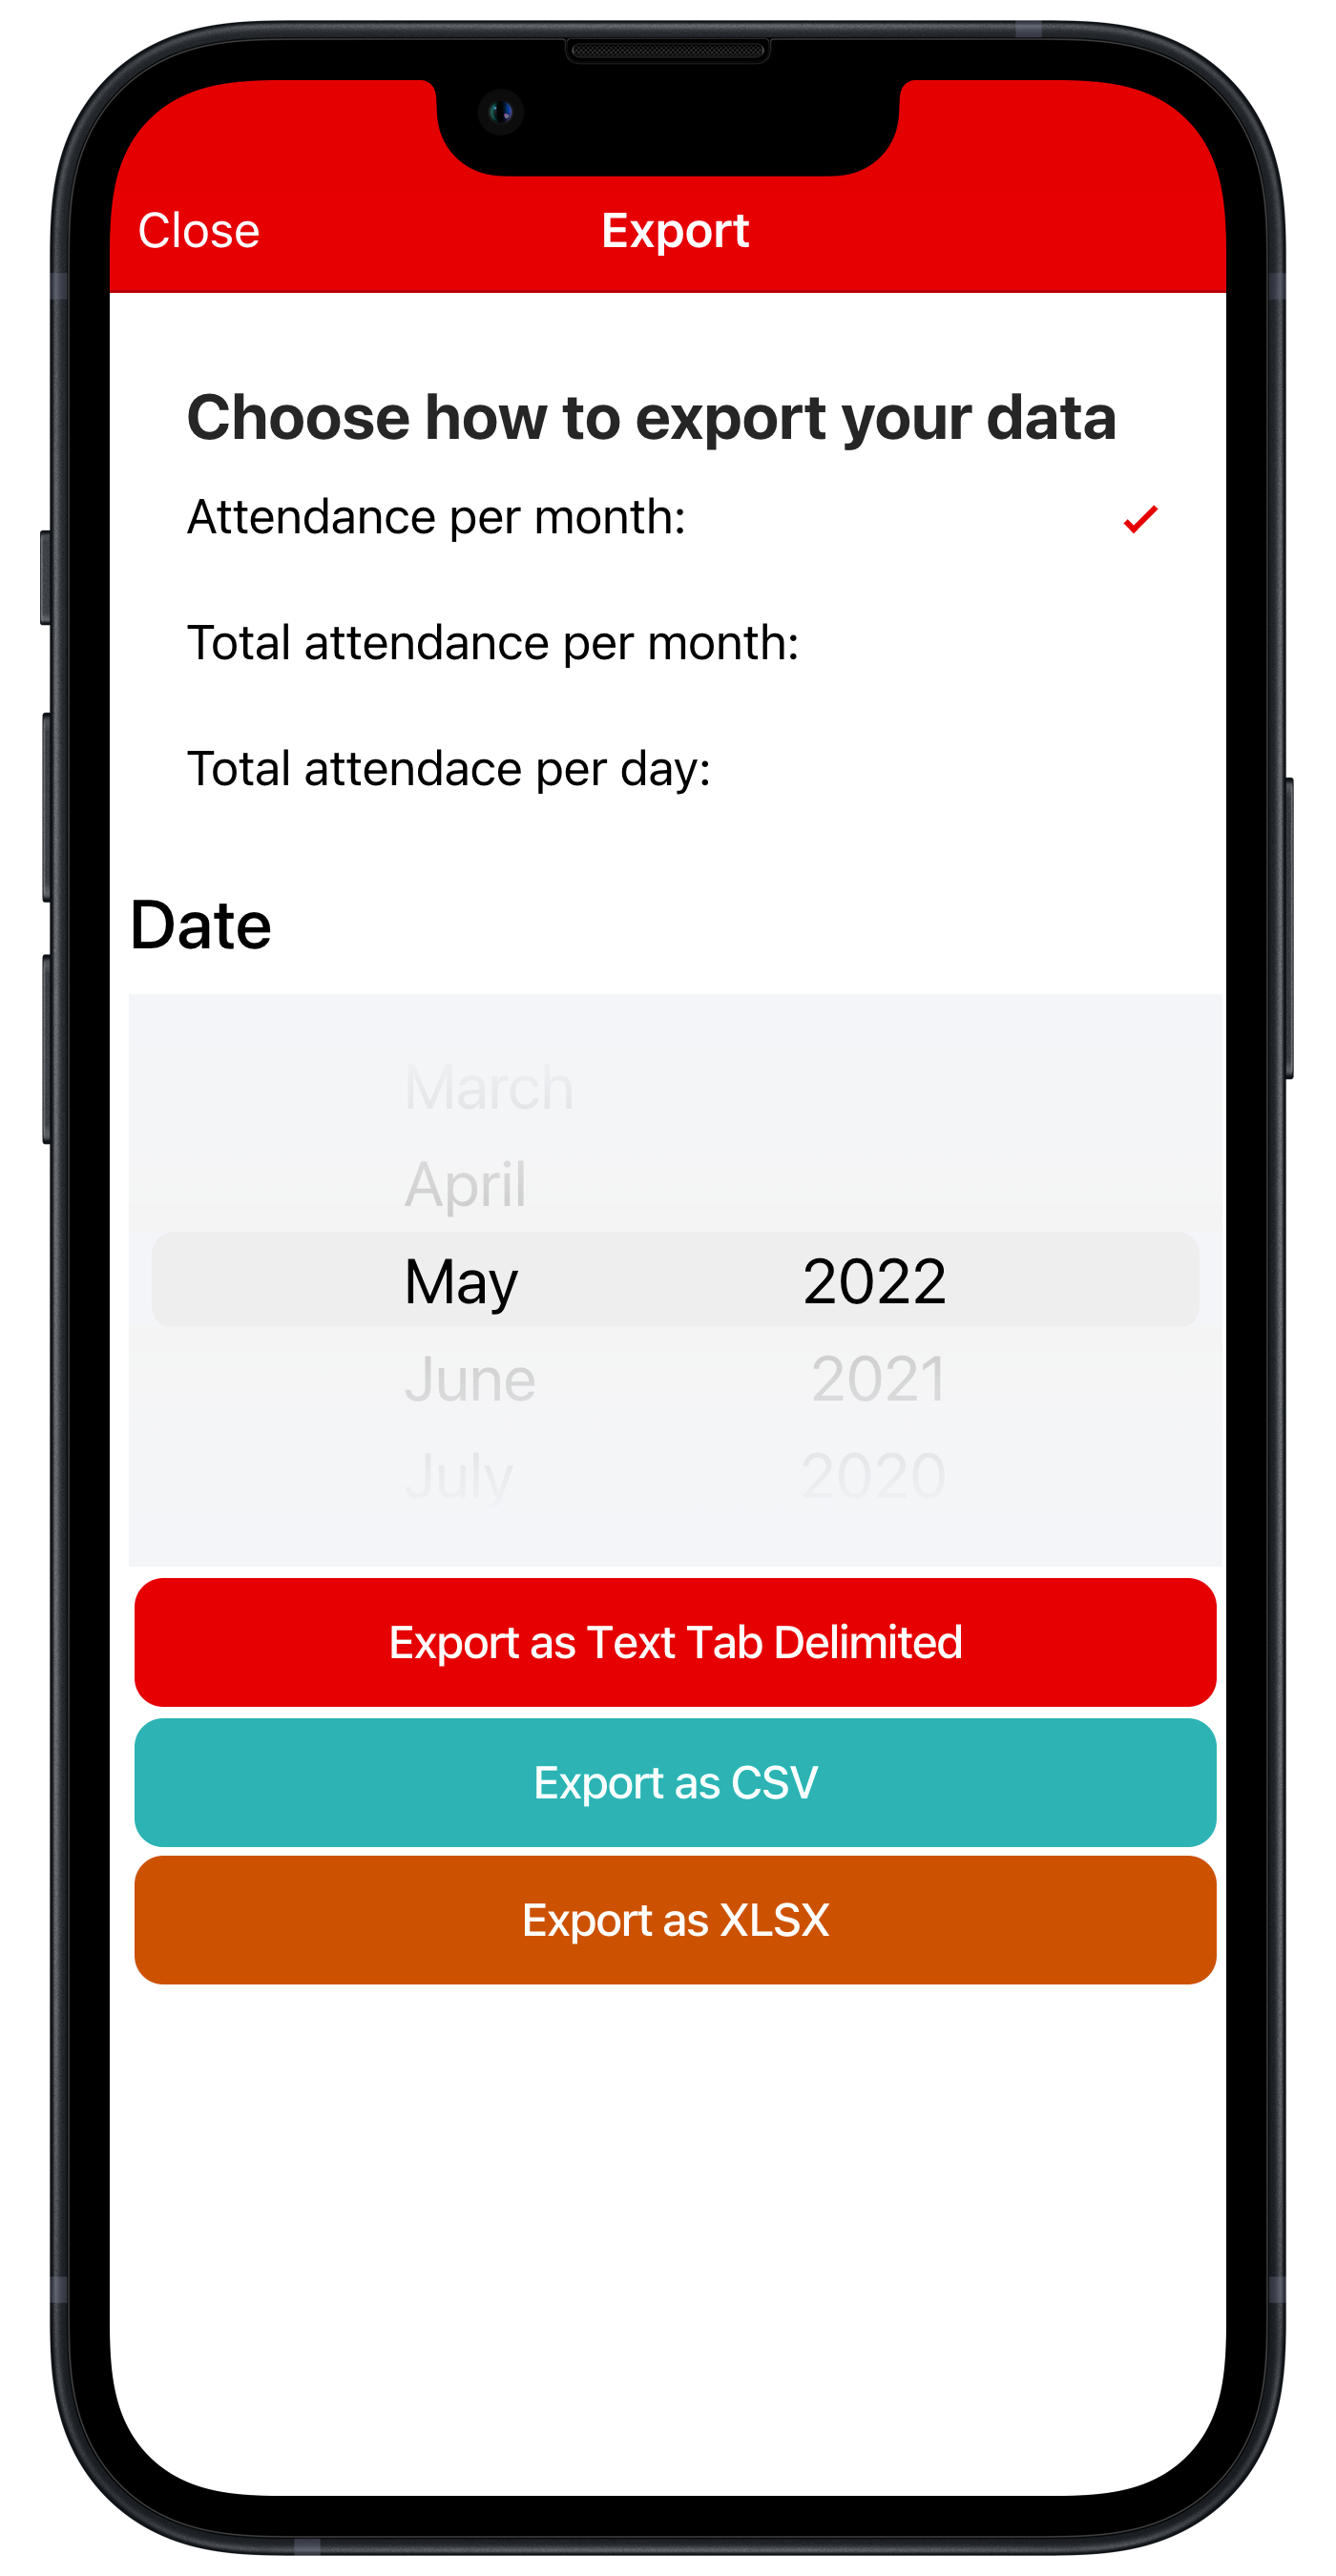 Close Export
Choose how to export your data
Attendance per month:
Total attendance per month:
Total attendace per day:
Date
March
April
May 2022
June 2021
July 2020
Export as Text Tab Delimited
Export as CSV
Export as XLSX